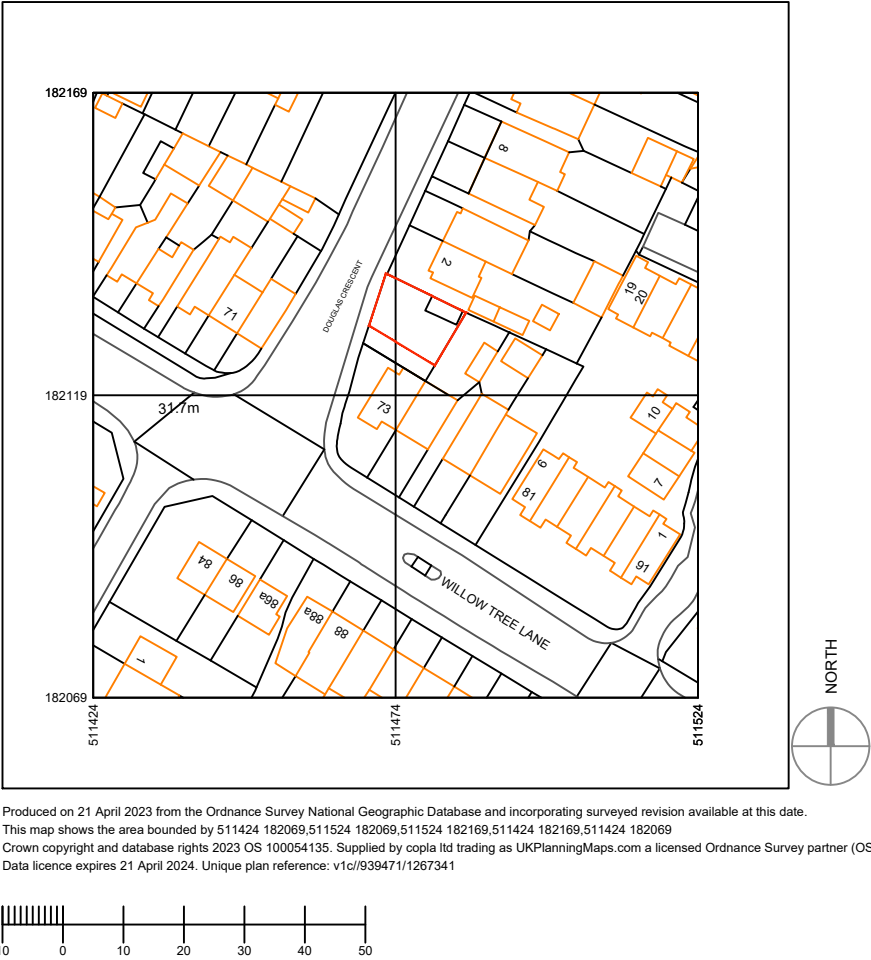 182169
8
DOUGLAS CRESCENT
2
19
20
71
182119
31.7m
73
10
6
81
7
1
91
84
86
86a
88a
88
WILLOW TREE LANE
1
NORTH
182069
511424
511474
511524
Produced on 21 April 2023 from the Ordnance Survey National Geographic Database and incorporating surveyed revision available at this date.
This map shows the area bounded by 511424 182069,511524 182069,511524 182169,511424 182169,511424 182069
Crown copyright and database rights 2023 OS 100054135. Supplied by copla ltd trading as UKPlanningMaps.com a licensed Ordnance Survey partner (OS
Data licence expires 21 April 2024. Unique plan reference: v1c//939471/1267341
10 0 10 20 30 40 50